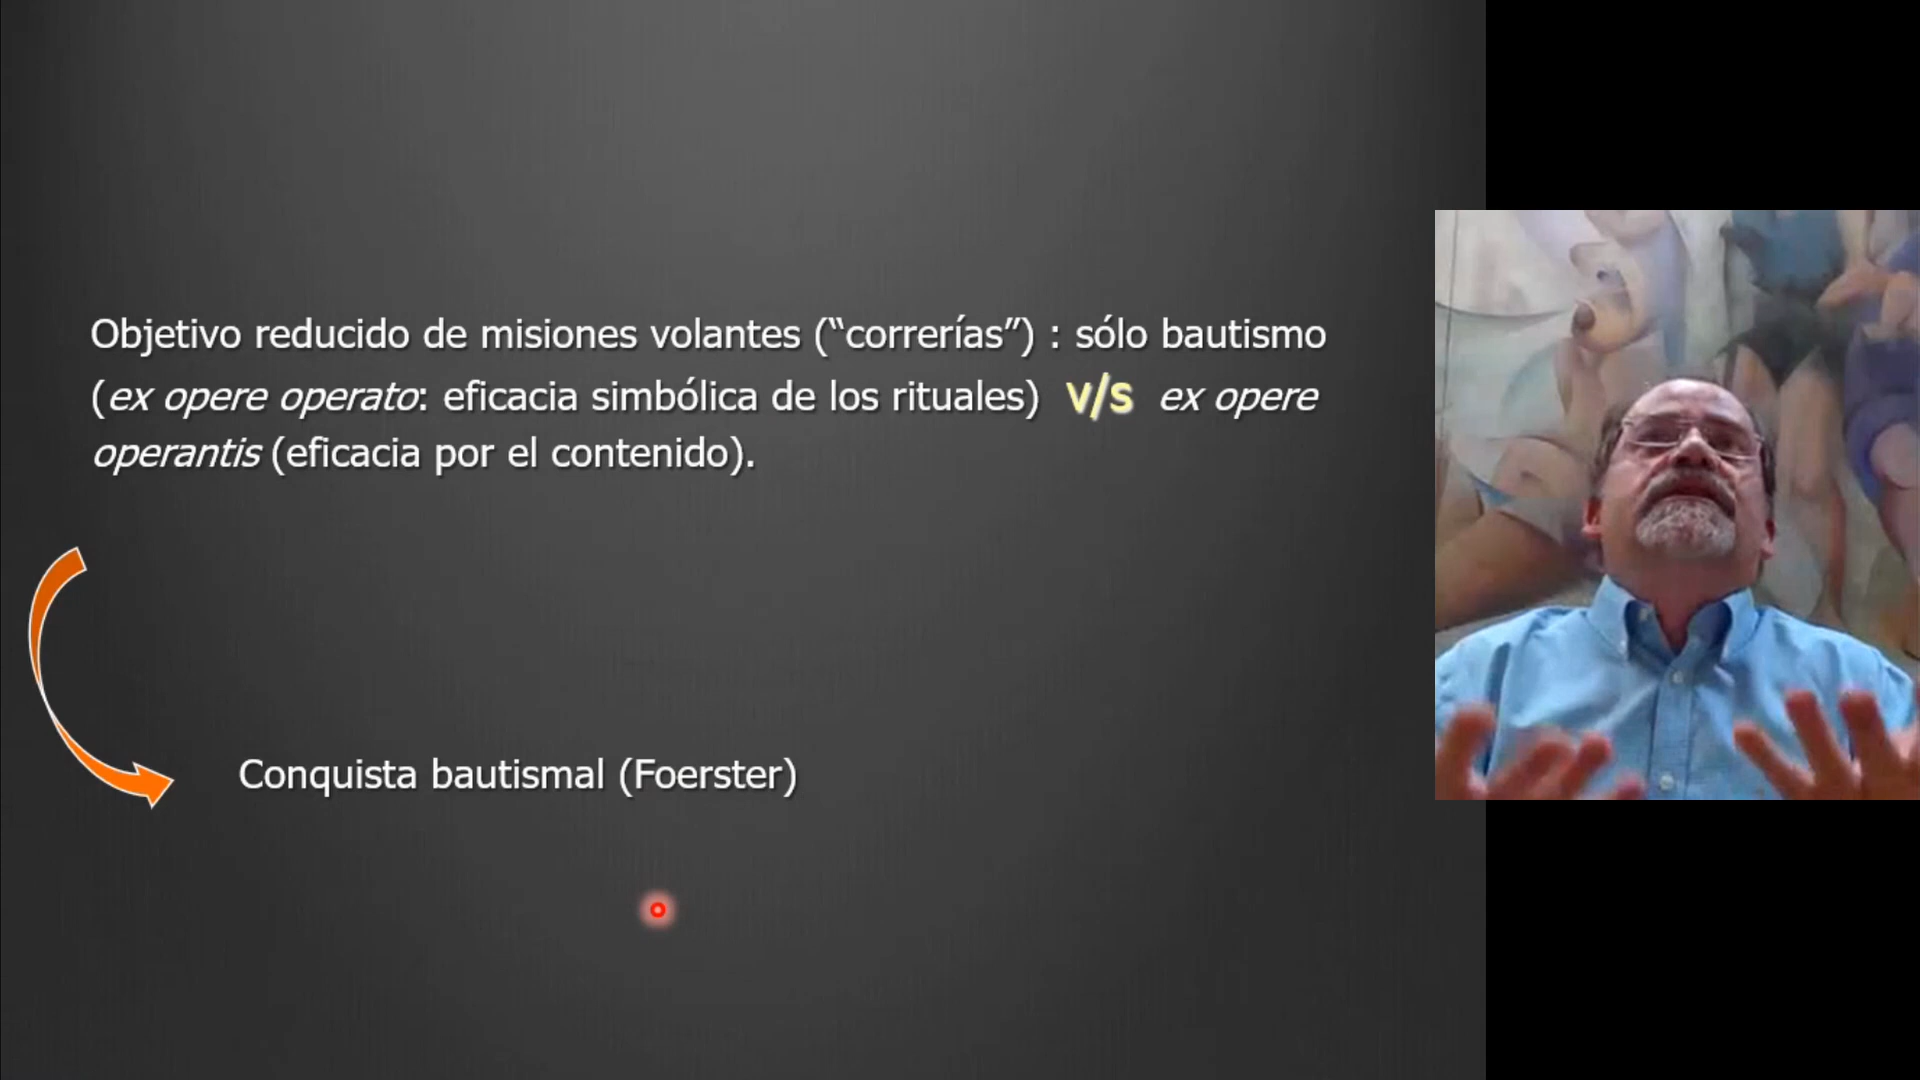 Objetivo reducido de misiones volantes (“correrías”) : sólo bautismo
(ex opere operato: eficacia simbólica de los rituales) v/s ex opere
operantis (eficacia por el contenido).
Conquista bautismal (Foerster)